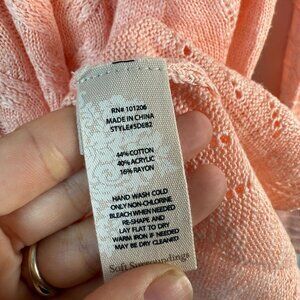 RN# 101206
MADE IN CHINA
STYLE#5DE82
44% COTTON
40% ACRYLIC
16% RAYON
HAND WASH COLD
ONLY NON-CHLORINE
BLEACH WHEN NEEDED
RE-SHAPE AND
LAY FLAT TO DRY
WARM IRON IF NEEDED
MAY BE DRY CLEANED
Soft Surroundings